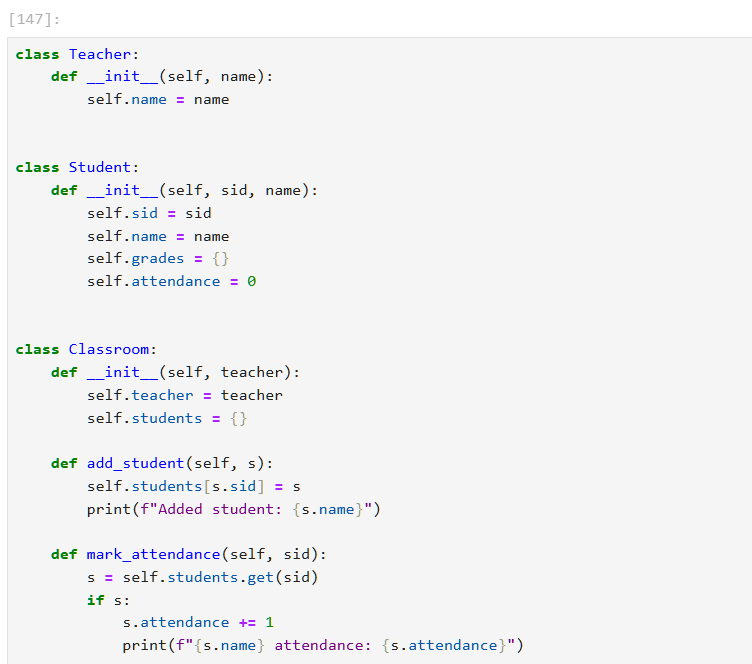 [147]:
class Teacher:
    def __init__(self, name):
        self.name = name
class Student:
    def __init__(self, sid, name):
        self.sid = sid
        self.name = name
        self.grades = {}
        self.attendance = 0
class Classroom:
    def __init__(self, teacher):
        self.teacher = teacher
        self.students = {}
    def add_student(self, s):
        self.students[s.sid] = s
        print(f"Added student: {s.name}")
    def mark_attendance(self, sid):
        s = self.students.get(sid)
        if s:
            s.attendance += 1
            print(f"{s.name} attendance: {s.attendance}")